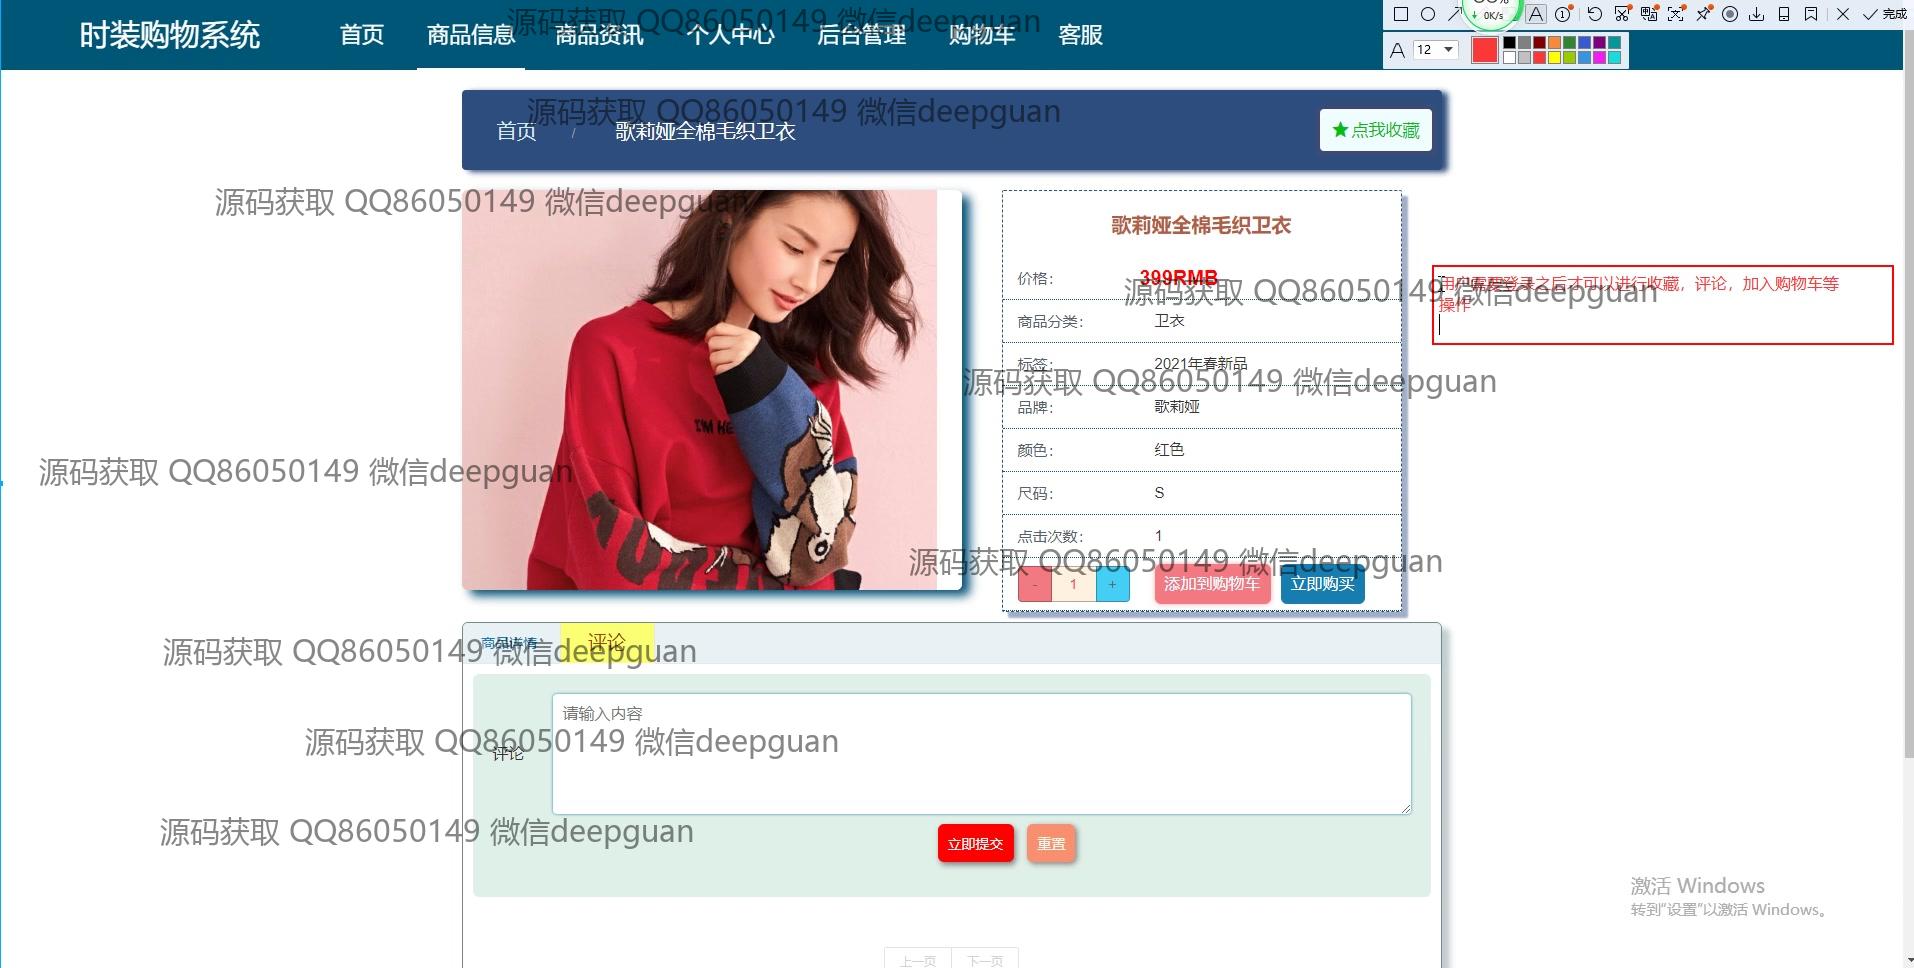 时装购物系统 首页 商品信息 商品资讯 个人中心 后台管理 购物车 客服
源码获取 QQ86050149 微信deepguan
0K/s
完成
A 12
源码获取 QQ86050149 微信deepguan
首页 / 歌莉娅全棉毛织卫衣
★点我收藏
源码获取 QQ86050149 微信deepguan
歌莉娅全棉毛织卫衣
价格: 399RMB
源码获取 QQ86050149 微信deepguan
用户需要登录之后才可以进行收藏，评论，加入购物车等
操作
商品分类: 卫衣
标签: 2021年春新品
源码获取 QQ86050149 微信deepguan
品牌: 歌莉娅
I'M HE
颜色: 红色
源码获取 QQ86050149 微信deepguan
尺码: S
点击次数: 1
源码获取 QQ86050149 微信deepguan
- 1 + 添加到购物车 立即购买
商品详情 评论
源码获取 QQ86050149 微信deepguan
请输入内容
源码获取 QQ86050149 微信deepguan
评论
源码获取 QQ86050149 微信deepguan
立即提交 重置
激活 Windows
转到"设置"以激活 Windows。
上一页 下一页